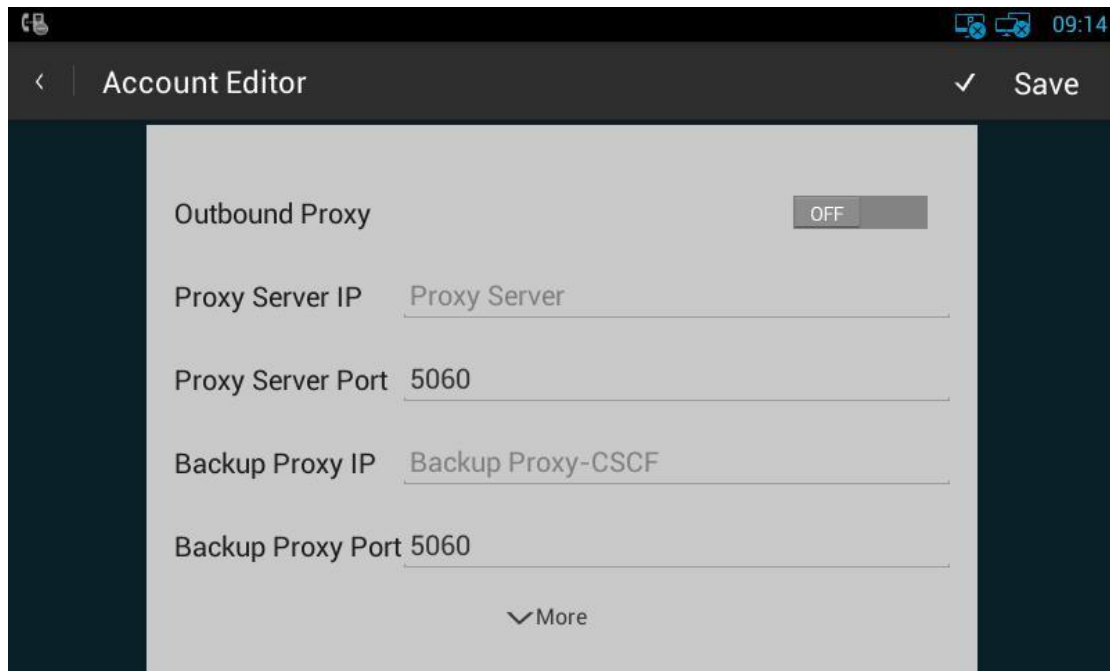 09:14
Account Editor
Save
Outbound Proxy OFF
Proxy Server IP Proxy Server
Proxy Server Port 5060
Backup Proxy IP Backup Proxy-CSCF
Backup Proxy Port 5060
More